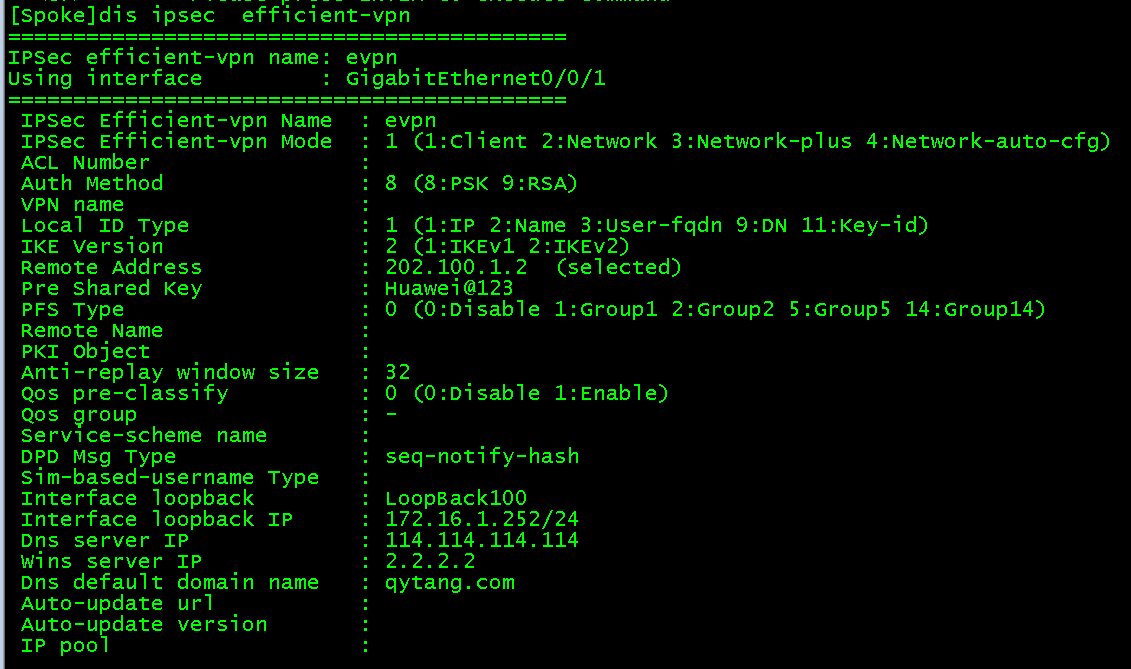 [Spoke]dis ipsec  efficient-vpn
===========================================
IPSec efficient-vpn name: evpn
Using interface         : GigabitEthernet0/0/1
===========================================
 IPSec Efficient-vpn Name  : evpn
 IPSec Efficient-vpn Mode  : 1 (1:Client 2:Network 3:Network-plus 4:Network-auto-cfg)
 ACL Number                :
 Auth Method               : 8 (8:PSK 9:RSA)
 VPN name                  :
 Local ID Type             : 1 (1:IP 2:Name 3:User-fqdn 9:DN 11:Key-id)
 IKE Version               : 2 (1:IKEv1 2:IKEv2)
 Remote Address            : 202.100.1.2  (selected)
 Pre Shared Key            : Huawei@123
 PFS Type                  : 0 (0:Disable 1:Group1 2:Group2 5:Group5 14:Group14)
 Remote Name               :
 PKI Object                :
 Anti-replay window size   : 32
 Qos pre-classify          : 0 (0:Disable 1:Enable)
 Qos group                 : -
 Service-scheme name       :
 DPD Msg Type              : seq-notify-hash
 Sim-based-username Type   :
 Interface loopback        : LoopBack100
 Interface loopback IP     : 172.16.1.252/24
 Dns server IP             : 114.114.114.114
 Wins server IP            : 2.2.2.2
 Dns default domain name   : qytang.com
 Auto-update url           :
 Auto-update version       :
 IP pool                   :